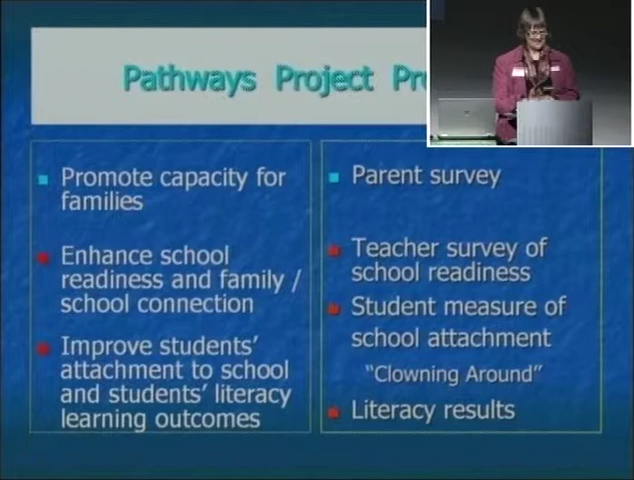 Pathways Project Pr
Promote capacity for
families
Enhance school
readiness and family /
school connection
Improve students'
attachment to school
and students' literacy
learning outcomes
Parent survey
Teacher survey of
school readiness
Student measure of
school attachment
"Clowning Around"
Literacy results